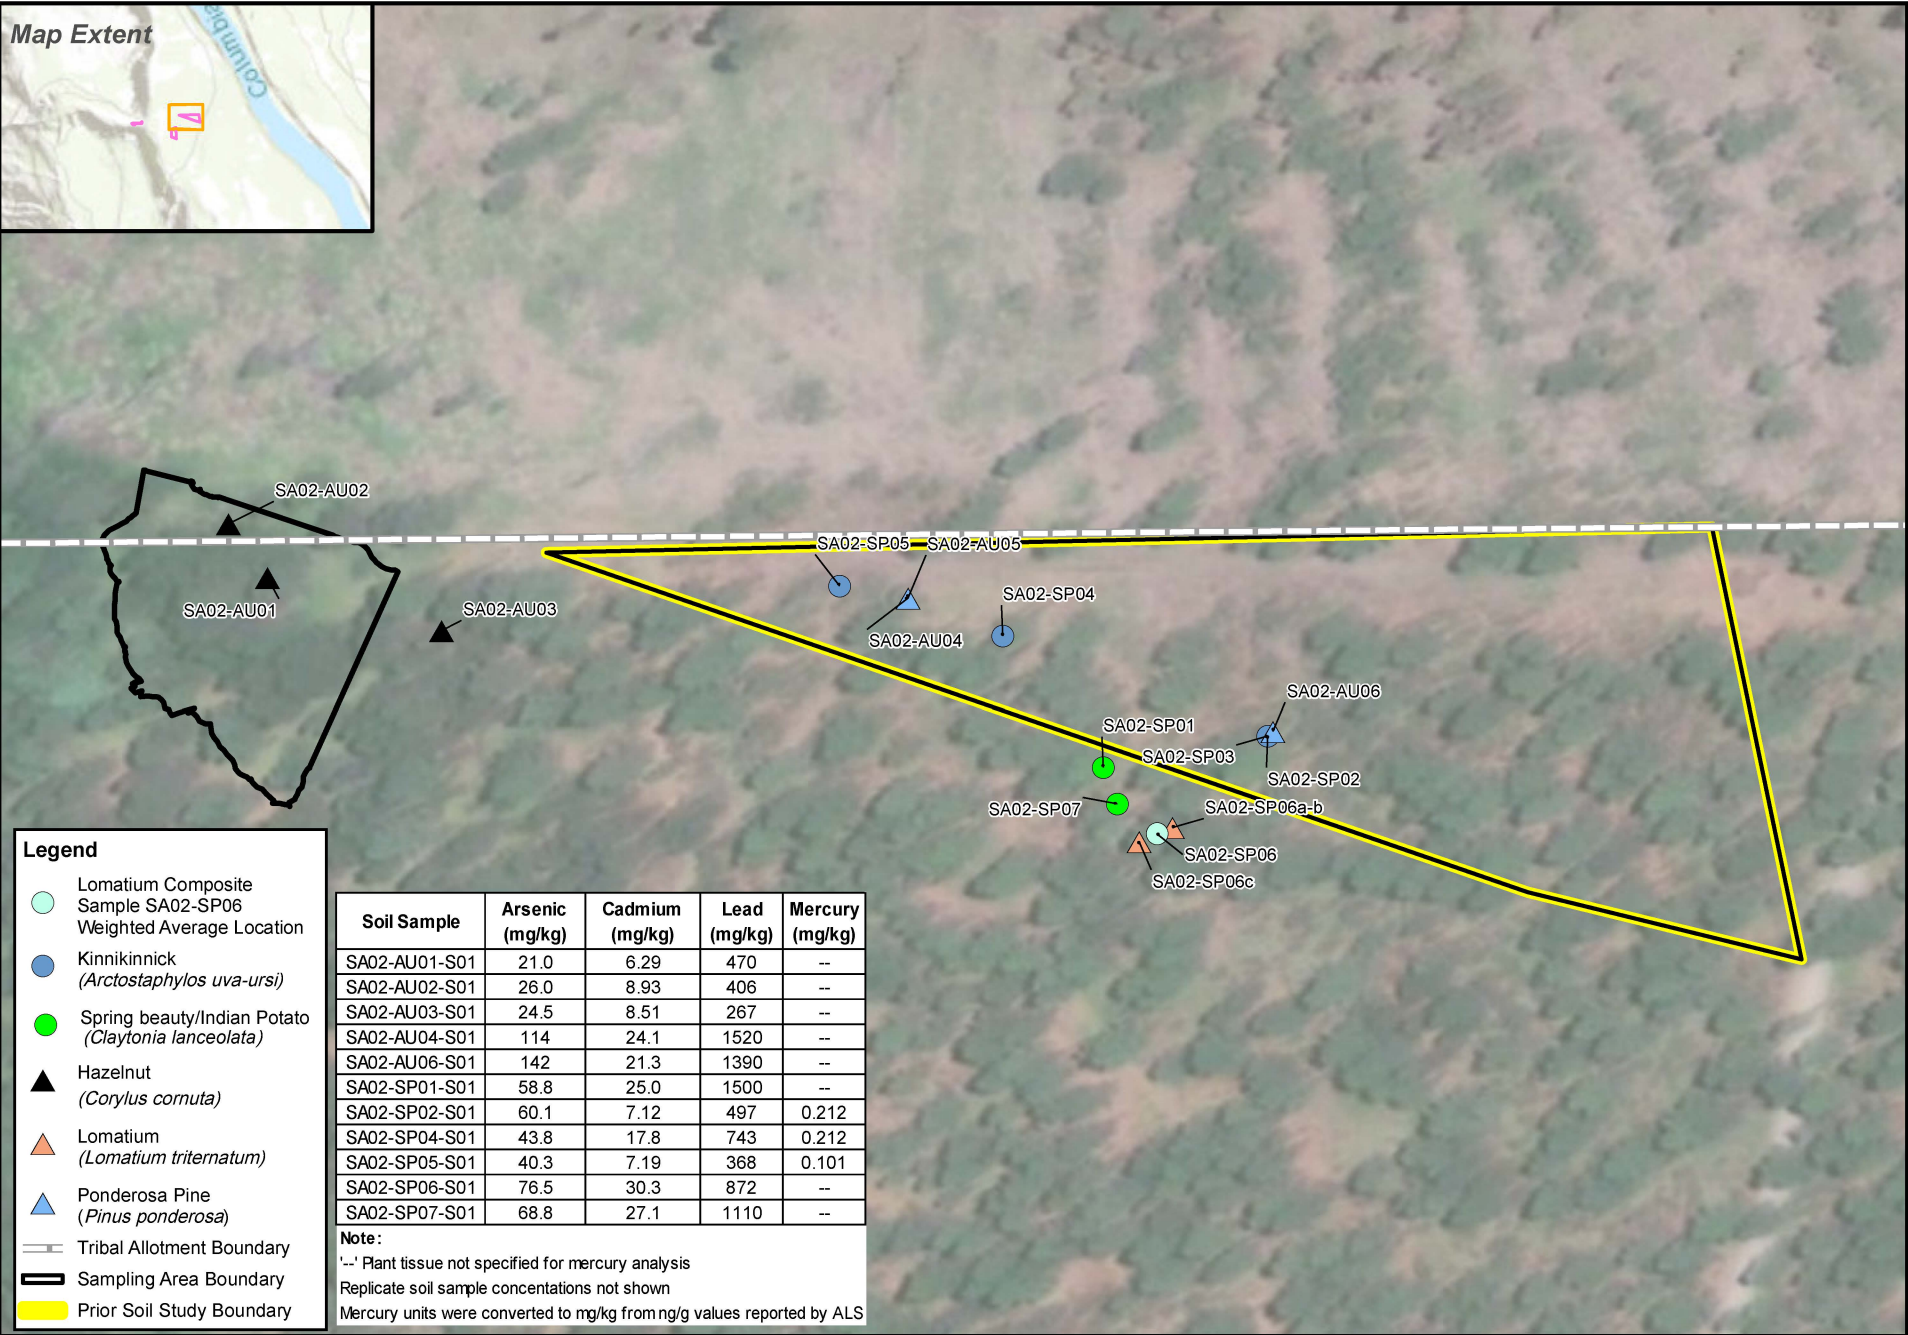 Map Extent
Columbia
SA02-AU02
SA02-AU01
SA02-AU03
SA02-SP05
SA02-AU05
SA02-AU04
SA02-SP04
SA02-AU06
SA02-SP01
SA02-SP03
SA02-SP02
SA02-SP07
SA02-SP06a-b
SA02-SP06
SA02-SP06c
Legend
Lomatium Composite
Sample SA02-SP06
Weighted Average Location
Kinnikinnick
(Arctostaphylos uva-ursi)
Spring beauty/Indian Potato
(Claytonia lanceolata)
Hazelnut
(Corylus cornuta)
Lomatium
(Lomatium triternatum)
Ponderosa Pine
(Pinus ponderosa)
Tribal Allotment Boundary
Sampling Area Boundary
Prior Soil Study Boundary
Soil Sample Arsenic (mg/kg) Cadmium (mg/kg) Lead (mg/kg) Mercury (mg/kg)
SA02-AU01-S01 21.0 6.29 470 --
SA02-AU02-S01 26.0 8.93 406 --
SA02-AU03-S01 24.5 8.51 267 --
SA02-AU04-S01 114 24.1 1520 --
SA02-AU06-S01 142 21.3 1390 --
SA02-SP01-S01 58.8 25.0 1500 --
SA02-SP02-S01 60.1 7.12 497 0.212
SA02-SP04-S01 43.8 17.8 743 0.212
SA02-SP05-S01 40.3 7.19 368 0.101
SA02-SP06-S01 76.5 30.3 872 --
SA02-SP07-S01 68.8 27.1 1110 --
Note:
'--' Plant tissue not specified for mercury analysis
Replicate soil sample concentations not shown
Mercury units were converted to mg/kg from ng/g values reported by ALS